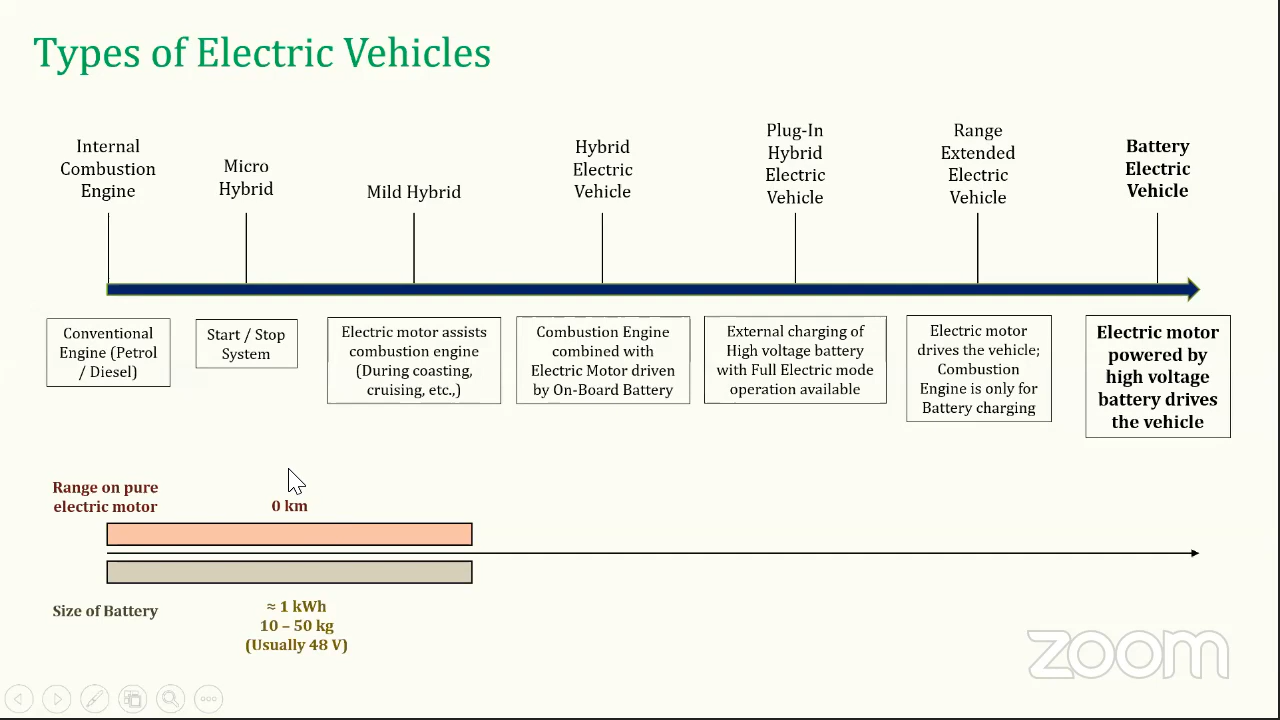 Types of Electric Vehicles
Internal
Combustion
Engine
Micro
Hybrid
Mild Hybrid
Hybrid
Electric
Vehicle
Plug-In
Hybrid
Electric
Vehicle
Range
Extended
Electric
Vehicle
Battery
Electric
Vehicle
Conventional
Engine (Petrol
/ Diesel)
Start / Stop
System
Electric motor assists
combustion engine
(During coasting,
cruising, etc.,)
Combustion Engine
combined with
Electric Motor driven
by On-Board Battery
External charging of
High voltage battery
with Full Electric mode
operation available
Electric motor
drives the vehicle;
Combustion
Engine is only for
Battery charging
Electric motor
powered by
high voltage
battery drives
the vehicle
Range on pure
electric motor
0 km
Size of Battery
≈ 1 kWh
10 – 50 kg
(Usually 48 V)
zoom